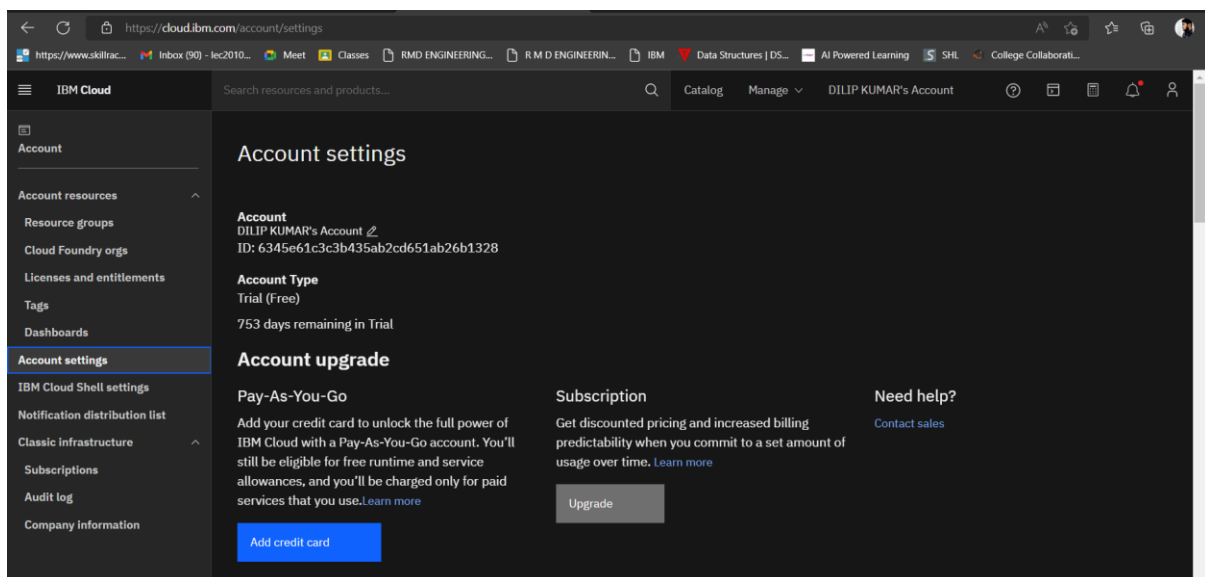 https://cloud.ibm.com/account/settings
https://www.skillrac... Inbox (90) - lec2010... Meet Classes RMD ENGINEERING... R M D ENGINEERIN... IBM Data Structures | DS... AI Powered Learning SHL College Collaborati...
IBM Cloud Search resources and products... Catalog Manage DILIP KUMAR's Account
Account
Account resources
Resource groups
Cloud Foundry orgs
Licenses and entitlements
Tags
Dashboards
Account settings
IBM Cloud Shell settings
Notification distribution list
Classic infrastructure
Subscriptions
Audit log
Company information
Account settings
Account
DILIP KUMAR's Account
ID: 6345e61c3c3b435ab2cd651ab26b1328
Account Type
Trial (Free)
753 days remaining in Trial
Account upgrade
Pay-As-You-Go
Add your credit card to unlock the full power of
IBM Cloud with a Pay-As-You-Go account. You'll
still be eligible for free runtime and service
allowances, and you'll be charged only for paid
services that you use.Learn more
Add credit card
Subscription
Get discounted pricing and increased billing
predictability when you commit to a set amount of
usage over time. Learn more
Upgrade
Need help?
Contact sales